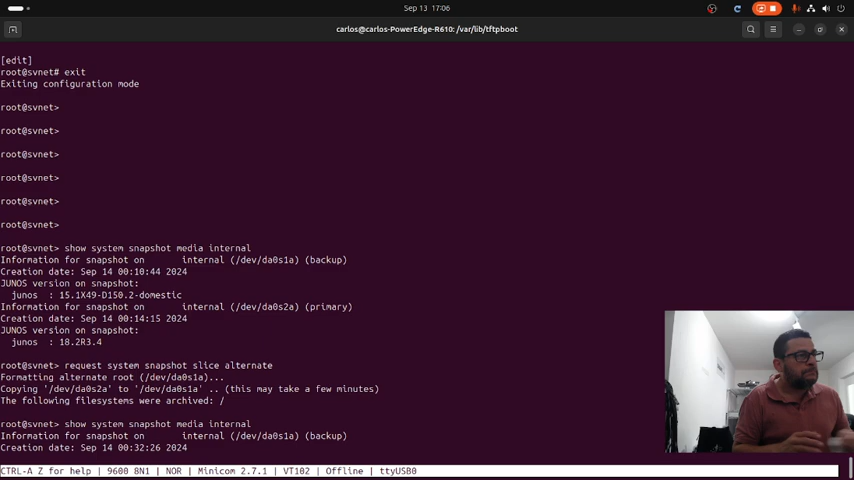 Sep 13 17:06
carlos@carlos-PowerEdge-R610: /var/lib/tftpboot
[edit]
root@svnet# exit
Exiting configuration mode
root@svnet>
root@svnet>
root@svnet>
root@svnet>
root@svnet>
root@svnet>
root@svnet> show system snapshot media internal
Information for snapshot on       internal (/dev/da0s1a) (backup)
Creation date: Sep 14 00:10:44 2024
JUNOS version on snapshot:
  junos  : 15.1X49-D150.2-domestic
Information for snapshot on       internal (/dev/da0s2a) (primary)
Creation date: Sep 14 00:14:15 2024
JUNOS version on snapshot:
  junos  : 18.2R3.4
root@svnet> request system snapshot slice alternate
Formatting alternate root (/dev/da0s1a)...
Copying '/dev/da0s2a' to '/dev/da0s1a' .. (this may take a few minutes)
The following filesystems were archived: /
root@svnet> show system snapshot media internal
Information for snapshot on       internal (/dev/da0s1a) (backup)
Creation date: Sep 14 00:32:26 2024
CTRL-A Z for help | 9600 8N1 | NOR | Minicom 2.7.1 | VT102 | Offline | ttyUSB0